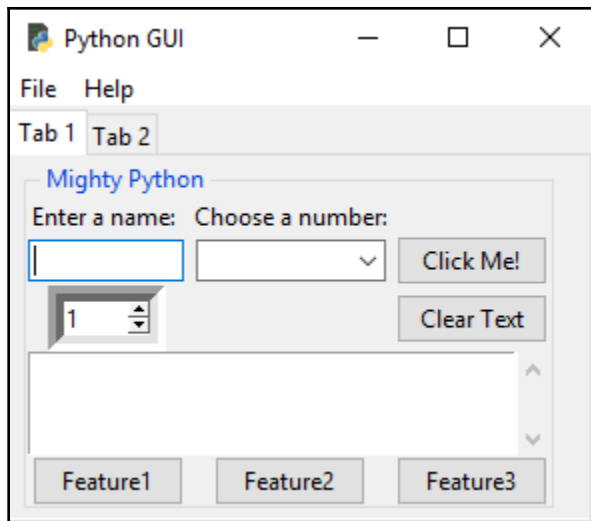 Python GUI
File Help
Tab 1 Tab 2
Mighty Python
Enter a name: Choose a number:
Click Me!
1 Clear Text
Feature1 Feature2 Feature3